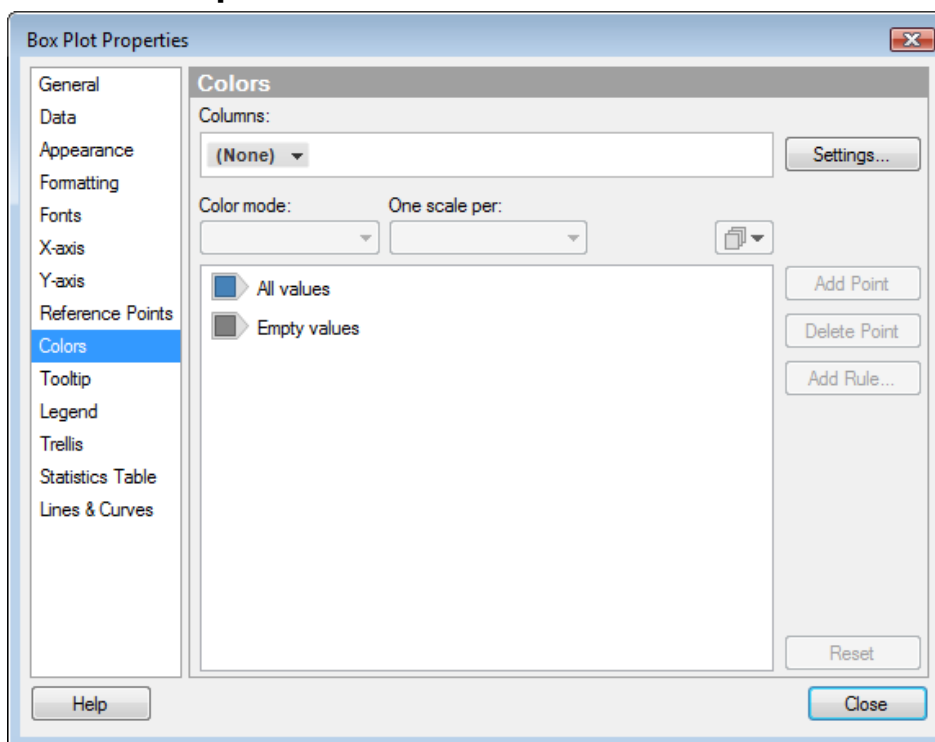 Box Plot Properties
General
Data
Appearance
Formatting
Fonts
X-axis
Y-axis
Reference Points
Colors
Tooltip
Legend
Trellis
Statistics Table
Lines & Curves
Colors
Columns:
(None)
Settings...
Color mode:
One scale per:
All values
Empty values
Add Point
Delete Point
Add Rule...
Reset
Help
Close